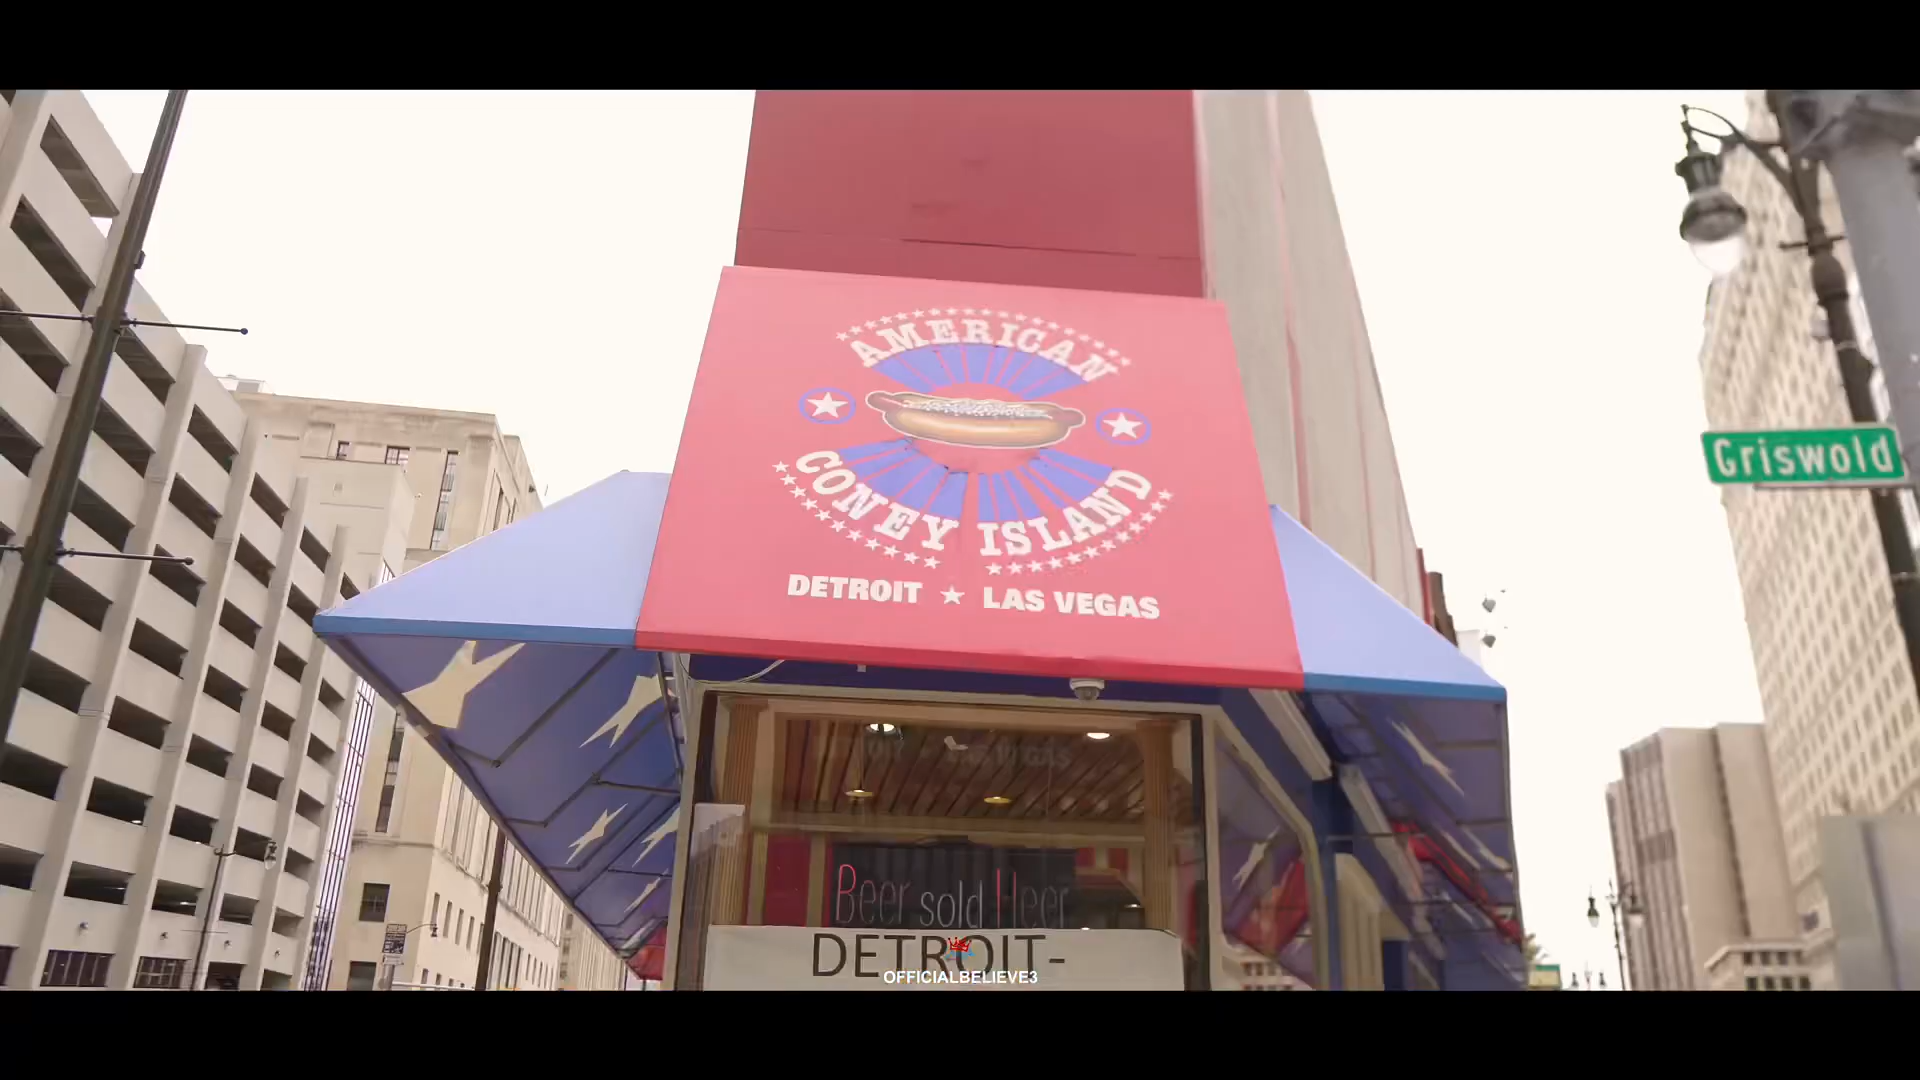 AMERICAN
CONEY ISLAND
DETROIT ★ LAS VEGAS
Griswold
Beer sold Heer
DETROIT-
OFFICIALBELIEVE3